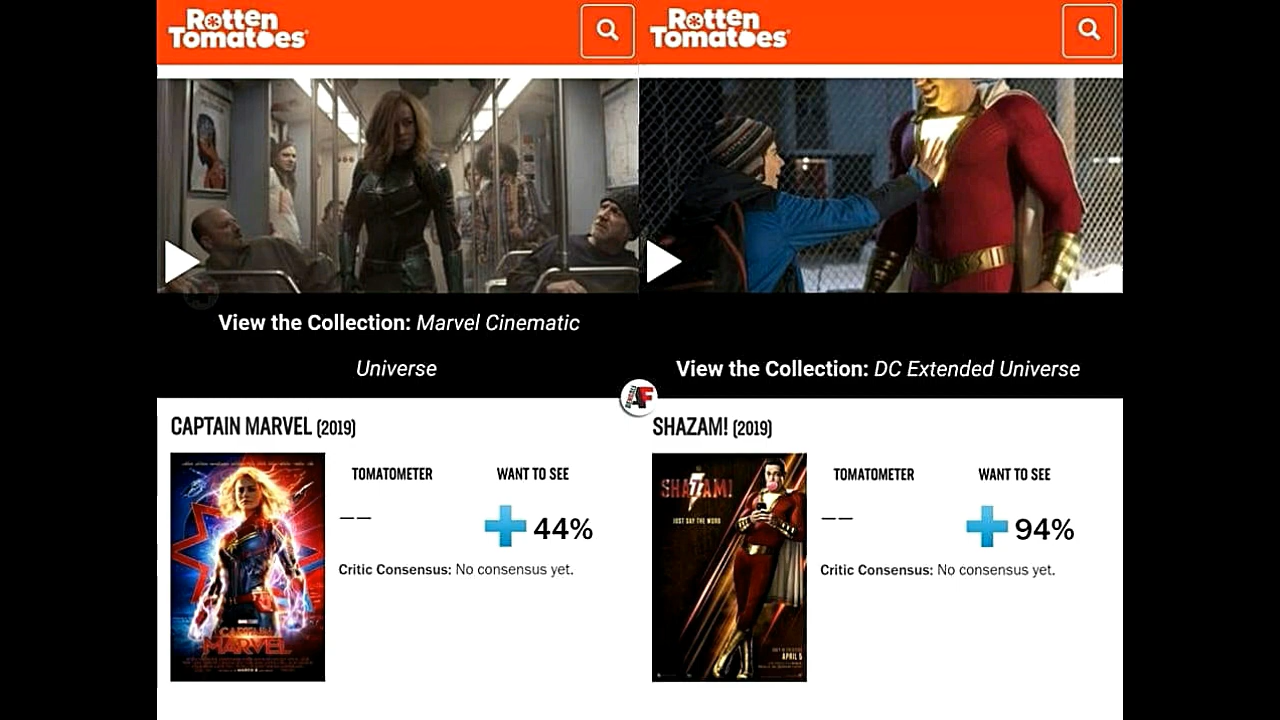 Rotten
Tomatoes
View the Collection: Marvel Cinematic
Universe
CAPTAIN MARVEL (2019)
TOMATOMETER
WANT TO SEE
——
44%
Critic Consensus: No consensus yet.
CAPTAIN
MARVEL
Rotten
Tomatoes
View the Collection: DC Extended Universe
SHAZAM! (2019)
TOMATOMETER
WANT TO SEE
——
94%
Critic Consensus: No consensus yet.
SHAZAM!
JUST SAY THE WORD
APRIL 5
AF